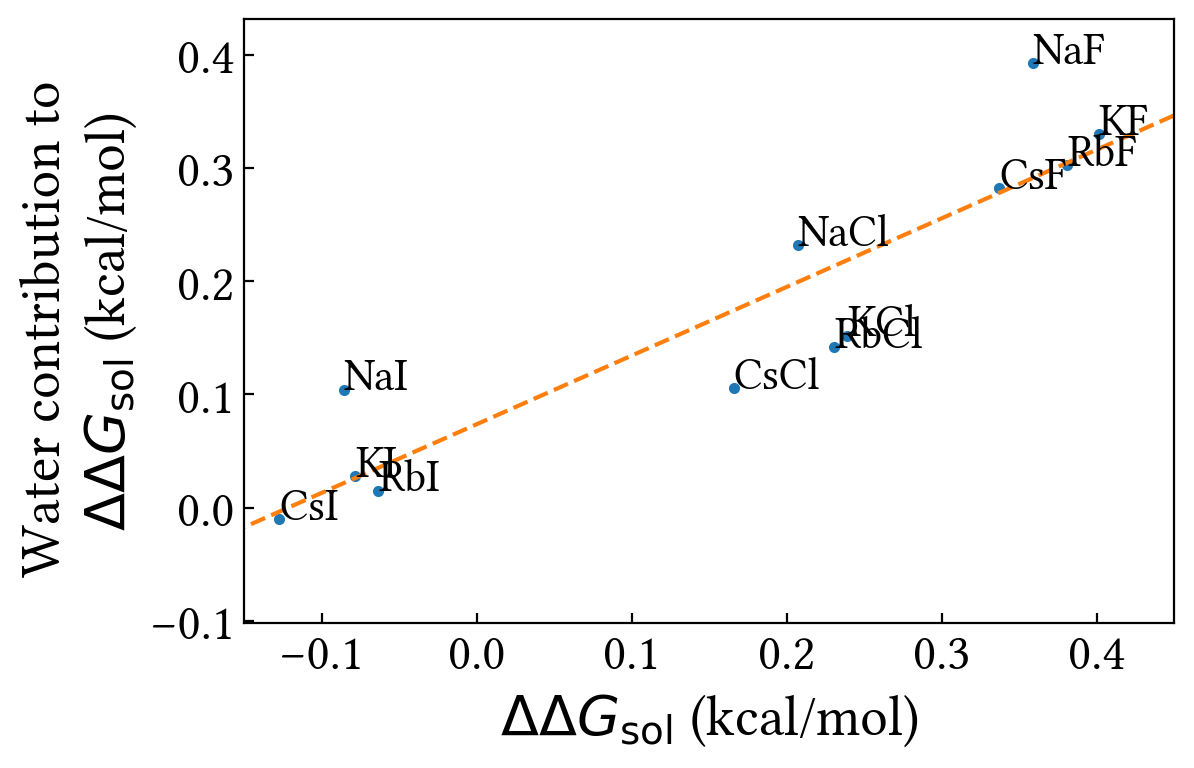 Water contribution to
ΔΔG_sol (kcal/mol)
0.4
0.3
0.2
0.1
0.0
−0.1
NaF
KF
RbF
CsF
NaCl
KCl
RbCl
CsCl
NaI
KI
RbI
CsI
−0.1 0.0 0.1 0.2 0.3 0.4
ΔΔG_sol (kcal/mol)